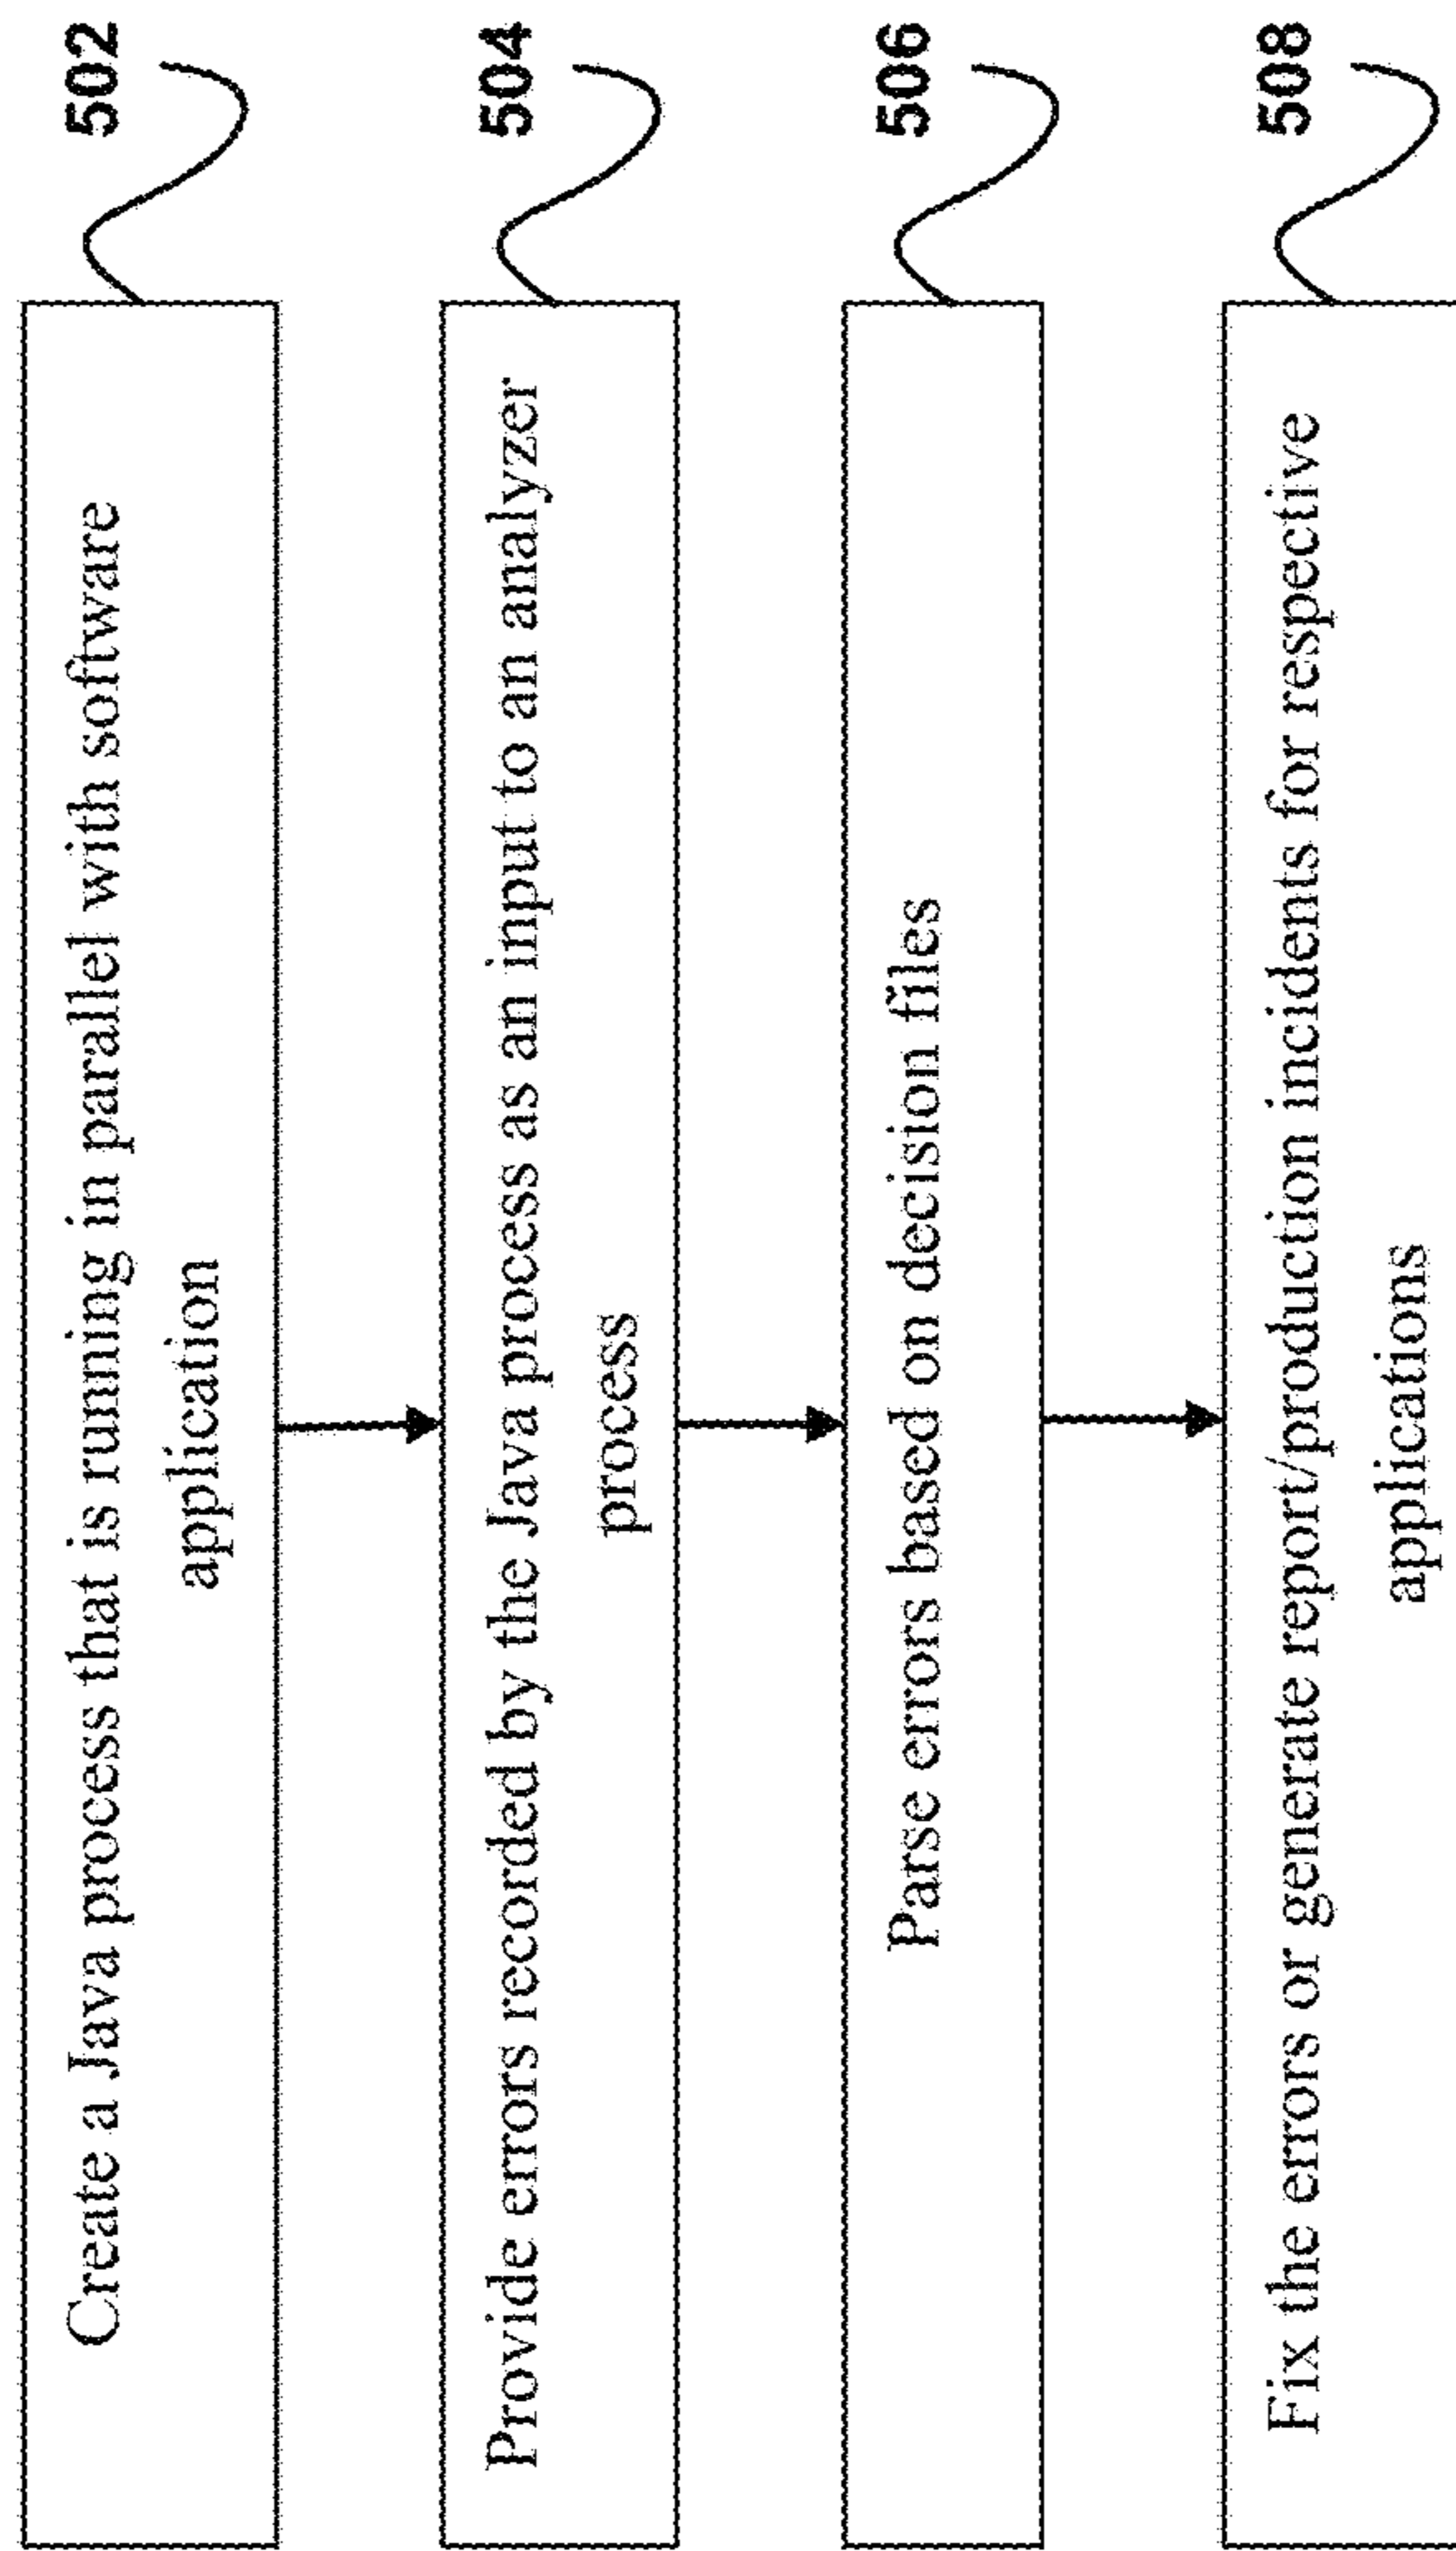 Create a Java process that is running in parallel with software
application
502
Provide errors recorded by the Java process as an input to an analyzer
process
504
Parse errors based on decision files
506
Fix the errors or generate report/production incidents for respective
applications
508